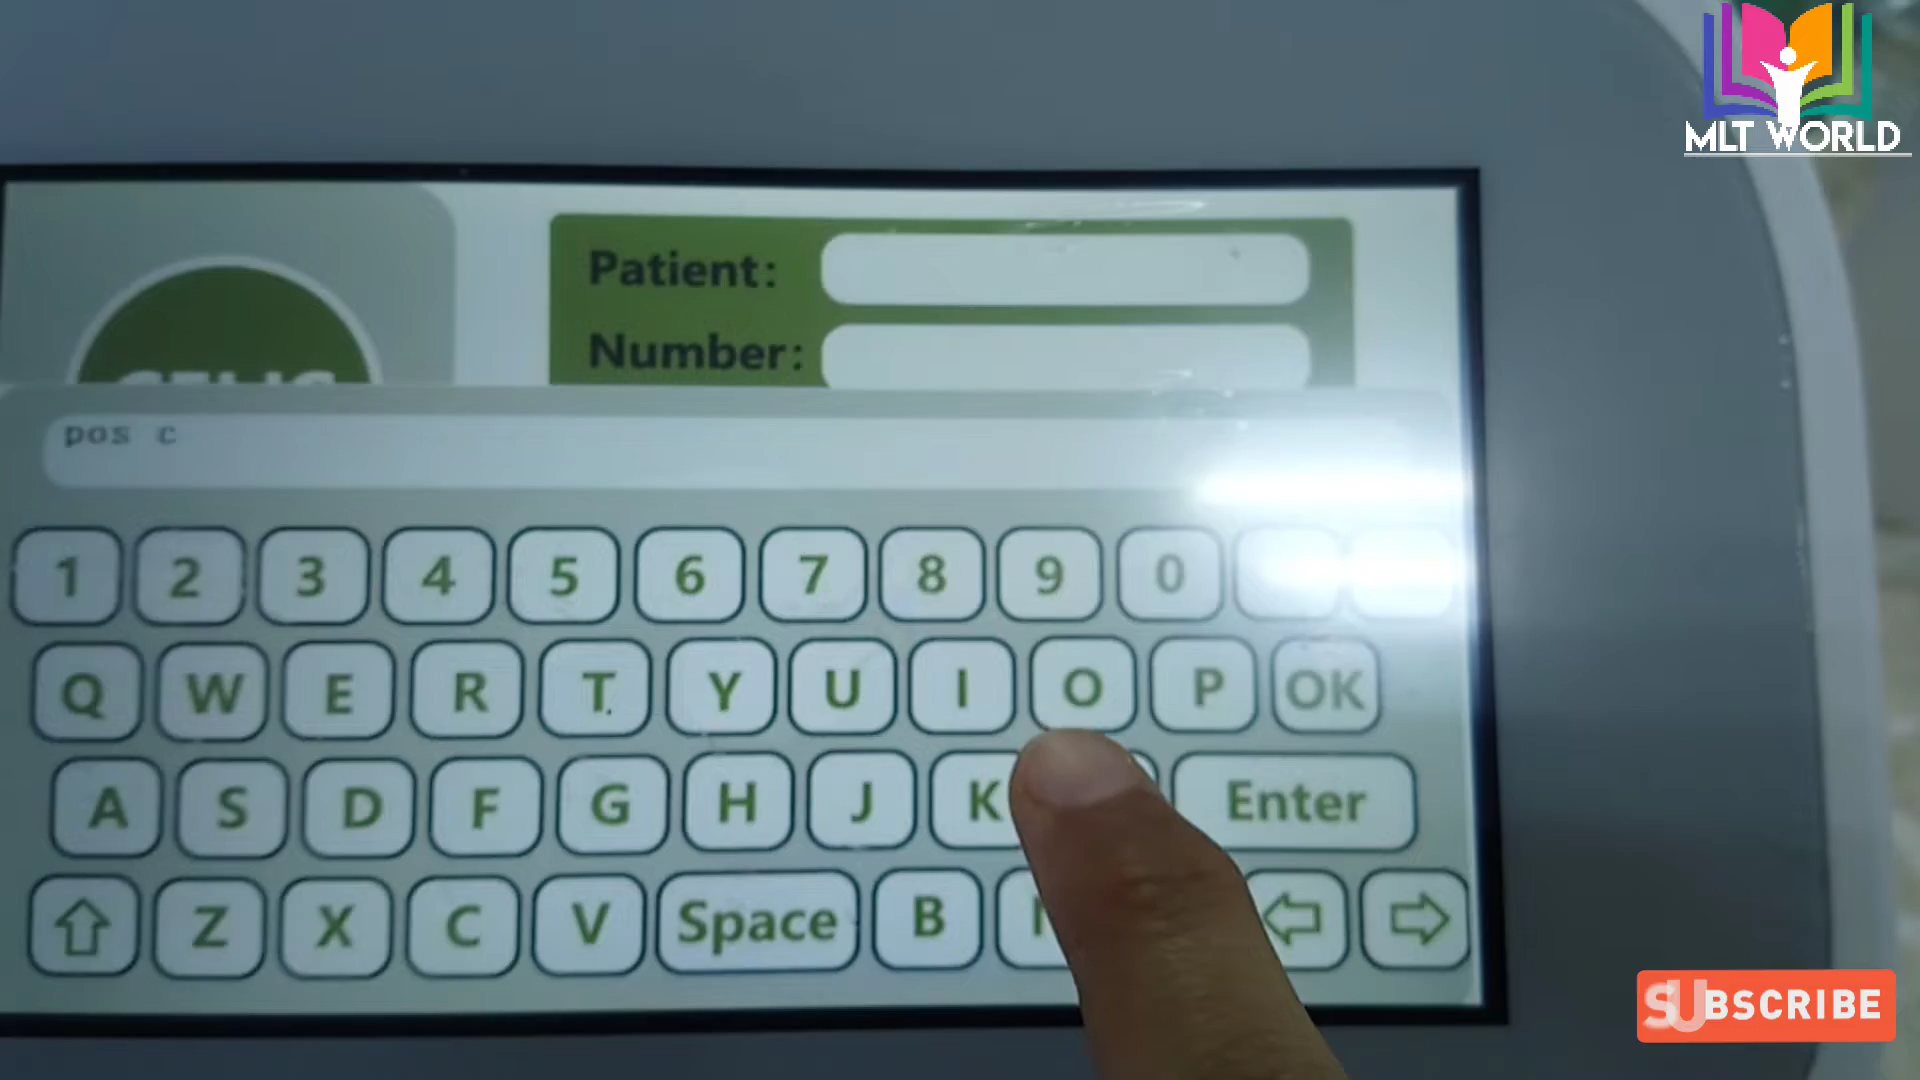 MLT WORLD
Patient:
Number:
pos c
1 2 3 4 5 6 7 8 9 0
Q W E R T Y U I O P OK
A S D F G H J K Enter
Z X C V Space B
SUBSCRIBE